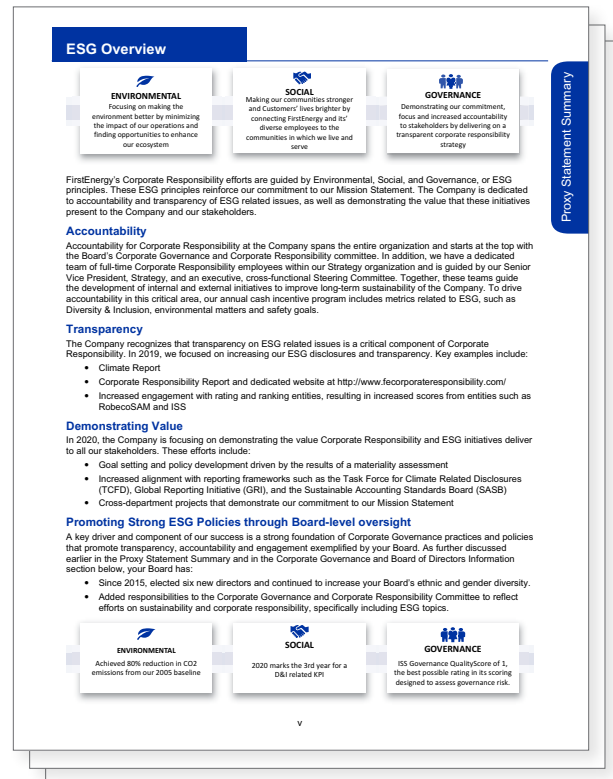 ESG Overview
ENVIRONMENTAL
Focusing on making the
environment better by minimizing
the impact of our operations and
finding opportunities to enhance
our ecosystem
SOCIAL
Making our communities stronger
and Customers' lives brighter by
connecting FirstEnergy and its'
diverse employees to the
communities in which we live and
serve
GOVERNANCE
Demonstrating our commitment,
focus and increased accountability
to stakeholders by delivering on a
transparent corporate responsibility
strategy
Proxy Statement Summary
FirstEnergy's Corporate Responsibility efforts are guided by Environmental, Social, and Governance, or ESG
principles. These ESG principles reinforce our commitment to our Mission Statement. The Company is dedicated
to accountability and transparency of ESG related issues, as well as demonstrating the value that these initiatives
present to the Company and our stakeholders.
Accountability
Accountability for Corporate Responsibility at the Company spans the entire organization and starts at the top with
the Board's Corporate Governance and Corporate Responsibility committee. In addition, we have a dedicated
team of full-time Corporate Responsibility employees within our Strategy organization and is guided by our Senior
Vice President, Strategy, and an executive, cross-functional Steering Committee. Together, these teams guide
the development of internal and external initiatives to improve long-term sustainability of the Company. To drive
accountability in this critical area, our annual cash incentive program includes metrics related to ESG, such as
Diversity & Inclusion, environmental matters and safety goals.
Transparency
The Company recognizes that transparency on ESG related issues is a critical component of Corporate
Responsibility. In 2019, we focused on increasing our ESG disclosures and transparency. Key examples include:
• Climate Report
• Corporate Responsibility Report and dedicated website at http://www.fecorporateresponsibility.com/
• Increased engagement with rating and ranking entities, resulting in increased scores from entities such as
RobecoSAM and ISS
Demonstrating Value
In 2020, the Company is focusing on demonstrating the value Corporate Responsibility and ESG initiatives deliver
to all our stakeholders. These efforts include:
• Goal setting and policy development driven by the results of a materiality assessment
• Increased alignment with reporting frameworks such as the Task Force for Climate Related Disclosures
(TCFD), Global Reporting Initiative (GRI), and the Sustainable Accounting Standards Board (SASB)
• Cross-department projects that demonstrate our commitment to our Mission Statement
Promoting Strong ESG Policies through Board-level oversight
A key driver and component of our success is a strong foundation of Corporate Governance practices and policies
that promote transparency, accountability and engagement exemplified by your Board. As further discussed
earlier in the Proxy Statement Summary and in the Corporate Governance and Board of Directors Information
section below, your Board has:
• Since 2015, elected six new directors and continued to increase your Board's ethnic and gender diversity.
• Added responsibilities to the Corporate Governance and Corporate Responsibility Committee to reflect
efforts on sustainability and corporate responsibility, specifically including ESG topics.
ENVIRONMENTAL
Achieved 80% reduction in CO2
emissions from our 2005 baseline
SOCIAL
2020 marks the 3rd year for a
D&I related KPI
GOVERNANCE
ISS Governance QualityScore of 1,
the best possible rating in its scoring
designed to assess governance risk.
v